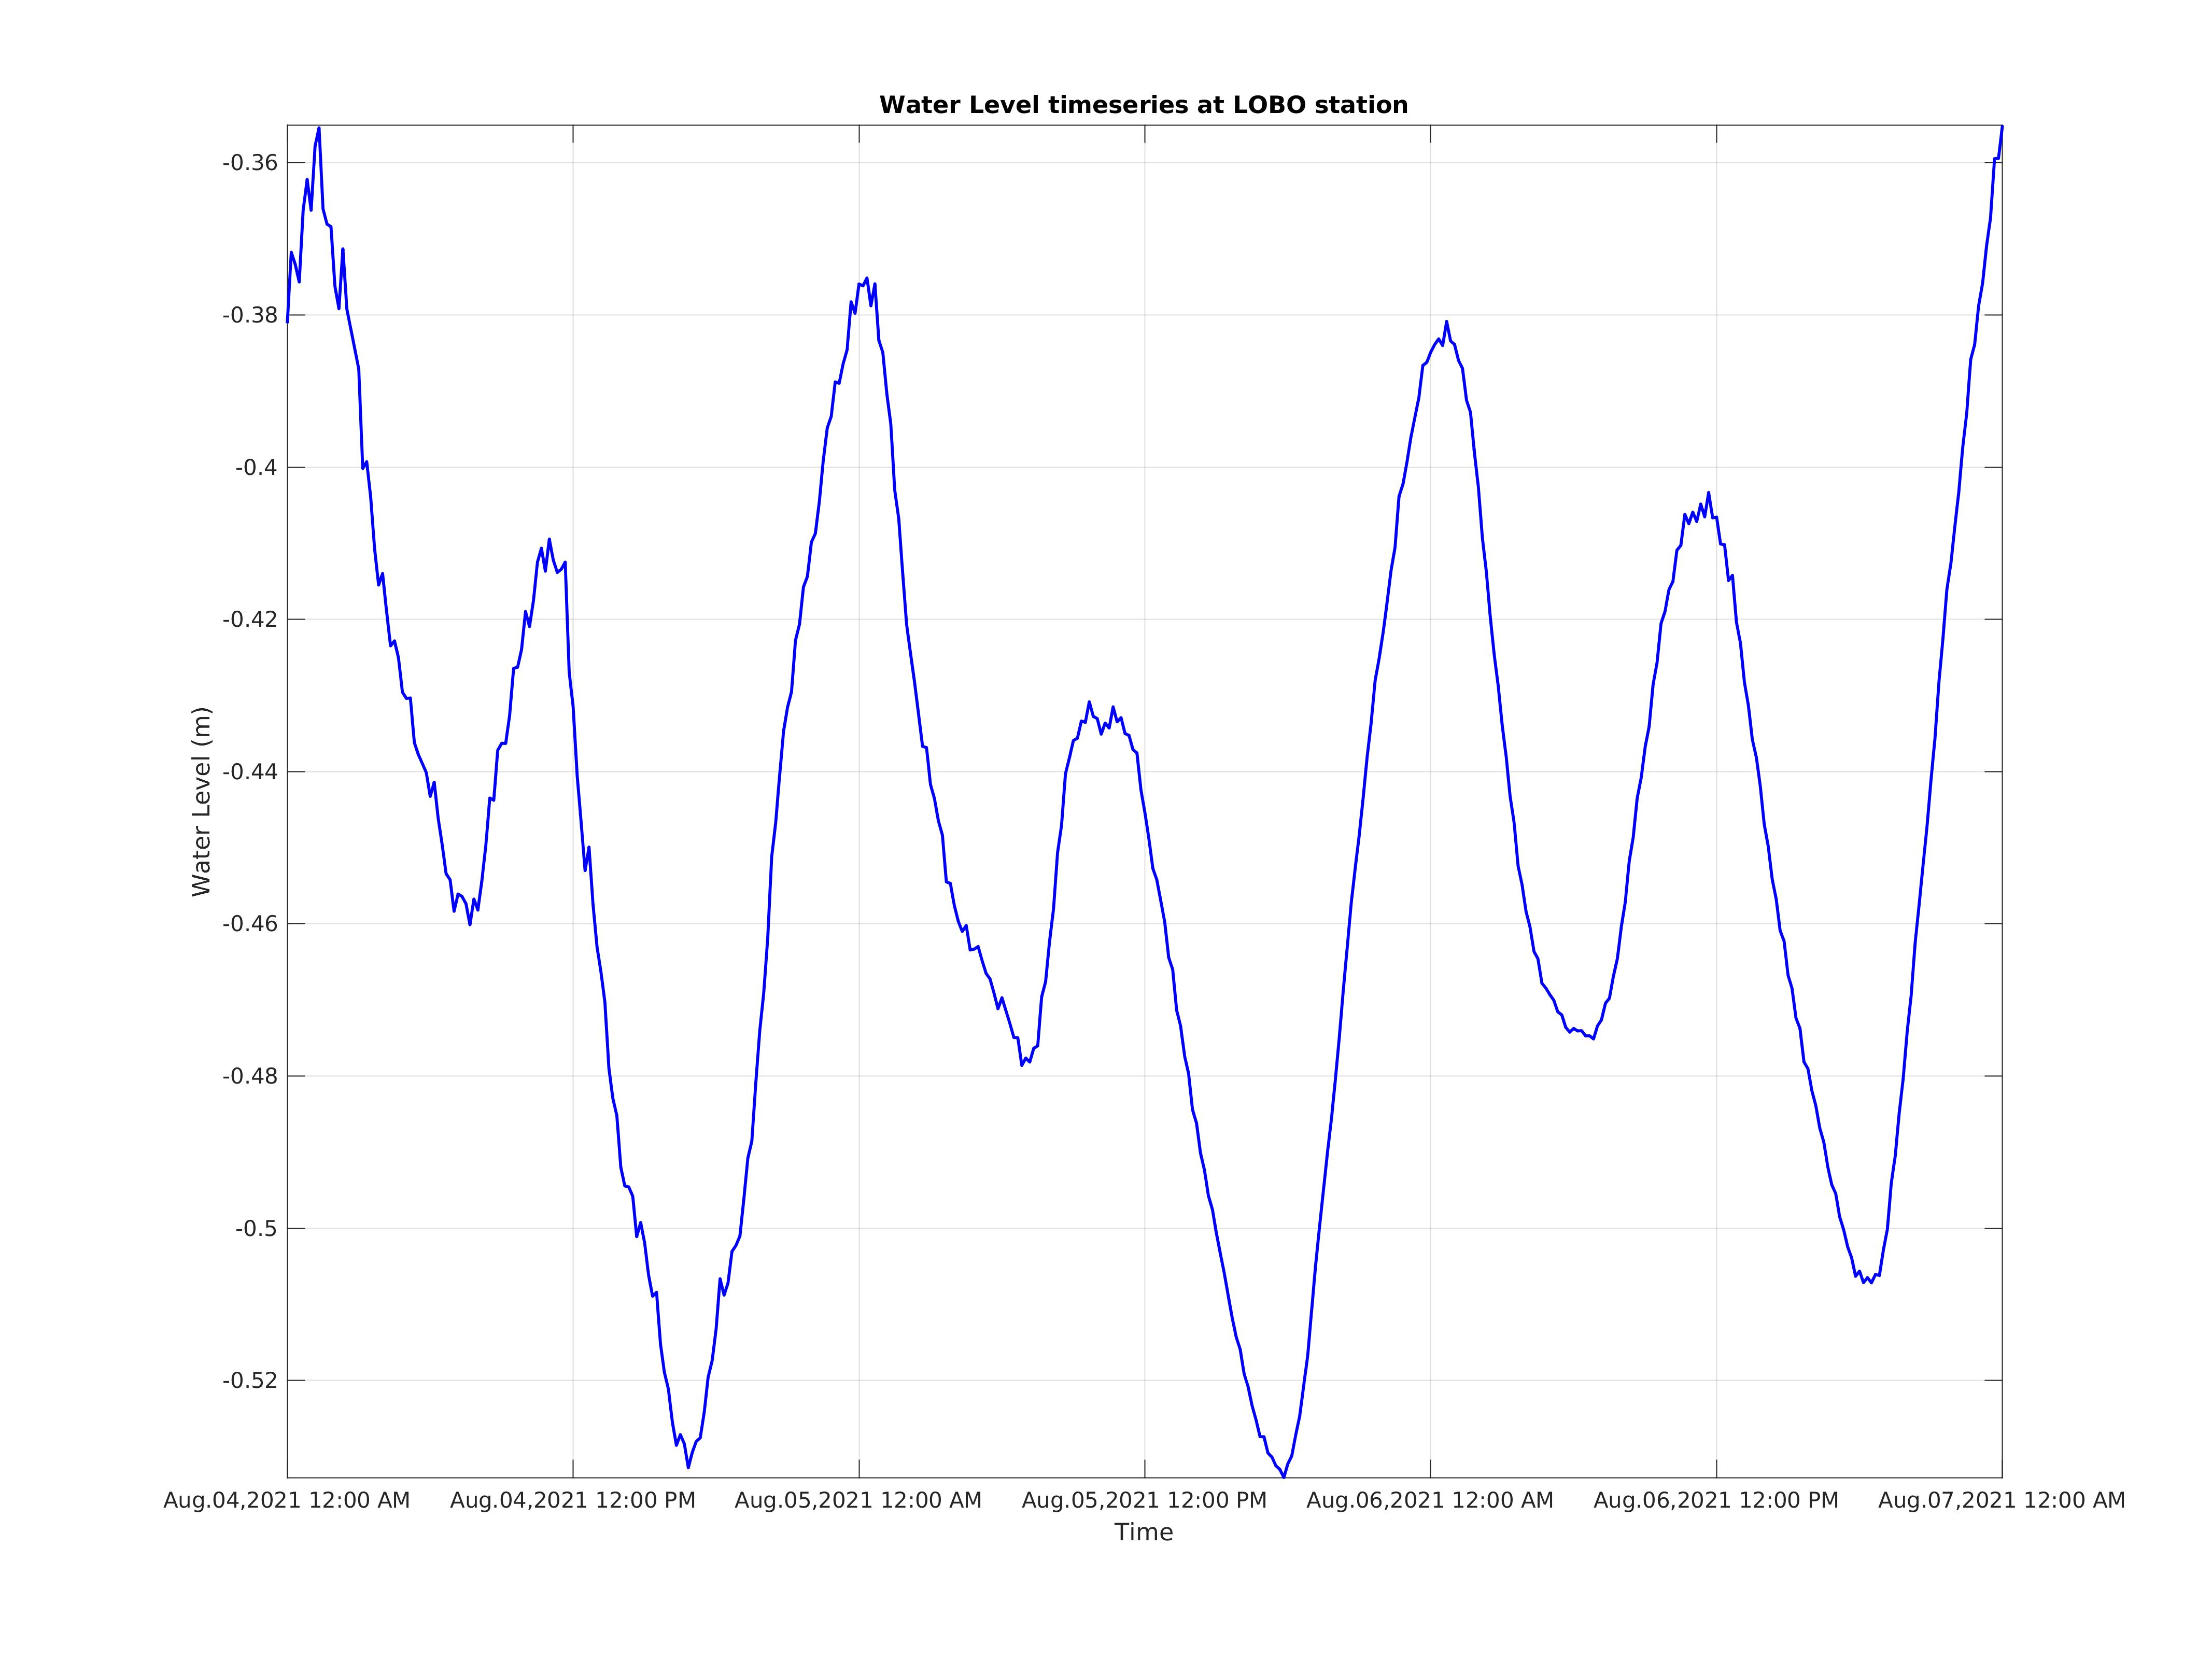 Water Level timeseries at LOBO station
-0.36
-0.38
-0.4
-0.42
-0.44
-0.46
-0.48
-0.5
-0.52
Water Level (m)
Aug.04,2021 12:00 AM
Aug.04,2021 12:00 PM
Aug.05,2021 12:00 AM
Aug.05,2021 12:00 PM
Aug.06,2021 12:00 AM
Aug.06,2021 12:00 PM
Aug.07,2021 12:00 AM
Time